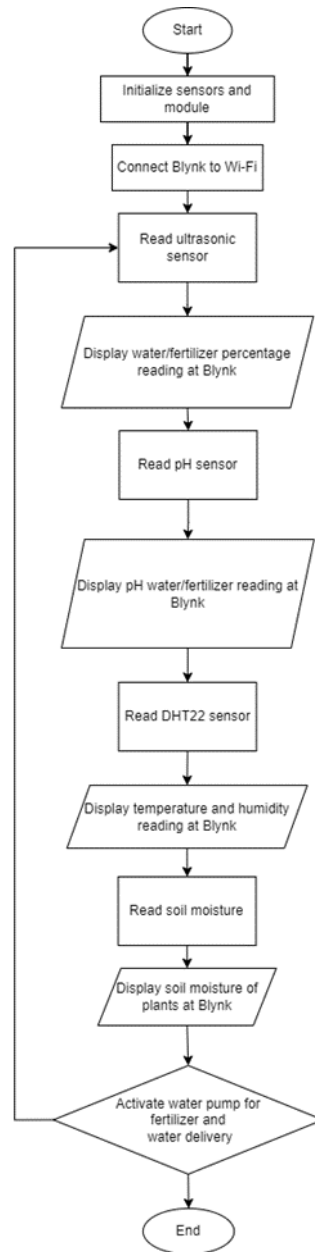 Start
Initialize sensors and
module
Connect Blynk to Wi-Fi
Read ultrasonic
sensor
Display water/fertilizer percentage
reading at Blynk
Read pH sensor
Display pH water/fertilizer reading at
Blynk
Read DHT22 sensor
Display temperature and humidity
reading at Blynk
Read soil moisture
Display soil moisture of
plants at Blynk
Activate water pump for
fertilizer and
water delivery
End